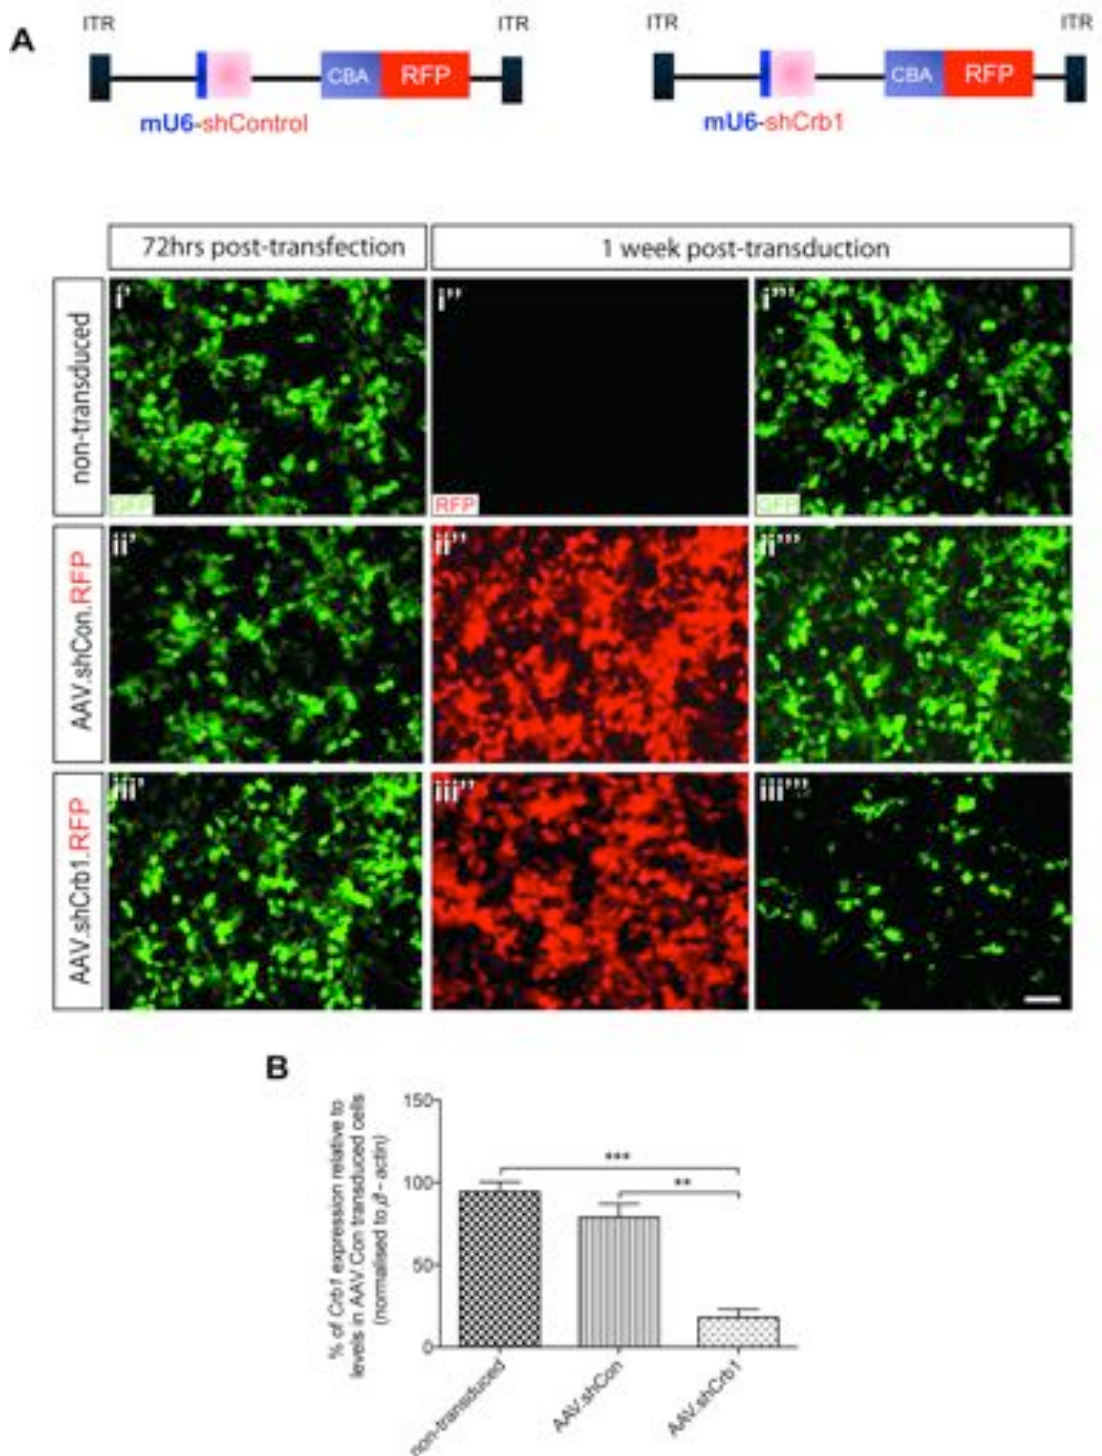 A
ITR
ITR
ITR
ITR
CBA
RFP
CBA
RFP
mU6-shControl
mU6-shCrb1
72hrs post-transfection
1 week post-transduction
non-transduced
i’
i’’
i’’’
GFP
RFP
GFP
AAV.shCon.RFP
ii’
ii’’
ii’’’
AAV.shCrb1.RFP
iii’
iii’’
iii’’’
B
% of Crb1 expression relative to
levels in AAV.Con transduced cells
(normalised to β-actin)
150
100
50
0
***
**
non-transduced
AAV.shCon
AAV.shCrb1